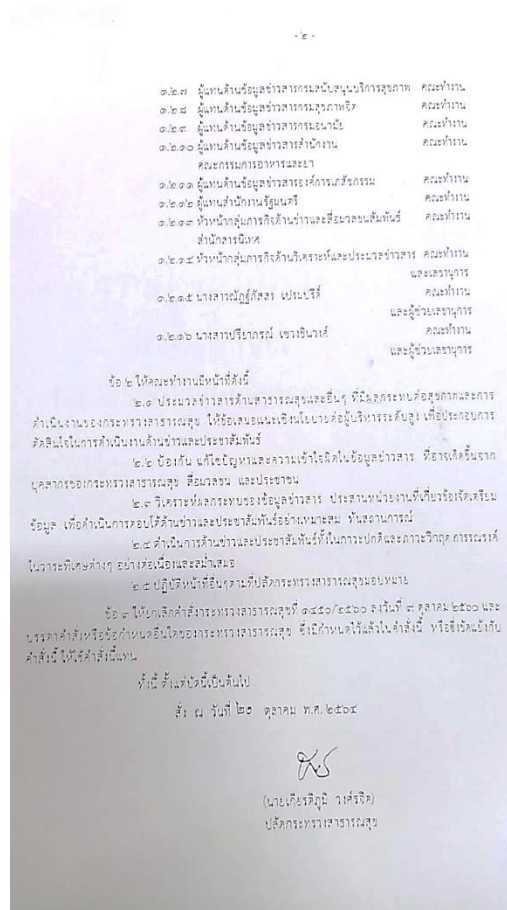 - ๒ -
๑.๒.๗ ผู้แทนด้านข้อมูลข่าวสารกรมสนับสนุนบริการสุขภาพ คณะทำงาน
๑.๒.๘ ผู้แทนด้านข้อมูลข่าวสารกรมสุขภาพจิต คณะทำงาน
๑.๒.๙ ผู้แทนด้านข้อมูลข่าวสารกรมอนามัย คณะทำงาน
๑.๒.๑๐ ผู้แทนด้านข้อมูลข่าวสารสำนักงาน คณะทำงาน
คณะกรรมการอาหารและยา
๑.๒.๑๑ ผู้แทนด้านข้อมูลข่าวสารองค์การเภสัชกรรม คณะทำงาน
๑.๒.๑๒ ผู้แทนสำนักงานรัฐมนตรี คณะทำงาน
๑.๒.๑๓ หัวหน้ากลุ่มภารกิจด้านข่าวและสื่อมวลชนสัมพันธ์ คณะทำงาน
สำนักสารนิเทศ
๑.๒.๑๔ หัวหน้ากลุ่มภารกิจด้านวิเคราะห์และประมวลข่าวสาร คณะทำงาน
และเลขานุการ
๑.๒.๑๕ นางสาวณัฏฐ์ภัสสร เปรมปรีดิ์ คณะทำงาน
และผู้ช่วยเลขานุการ
๑.๒.๑๖ นางสาวปรียาภรณ์ เชวงชินวงศ์ คณะทำงาน
และผู้ช่วยเลขานุการ
ข้อ ๒ ให้คณะทำงานมีหน้าที่ดังนี้
๒.๑ ประมวลข่าวสารด้านสาธารณสุขและอื่นๆ ที่มีผลกระทบต่อสุขภาพและการ
ดำเนินงานของกระทรวงสาธารณสุข ให้ข้อเสนอแนะเชิงนโยบายต่อผู้บริหารระดับสูง เพื่อประกอบการ
ตัดสินใจในการดำเนินงานด้านข่าวและประชาสัมพันธ์
๒.๒ ป้องกัน แก้ไขปัญหาและความเข้าใจผิดในข้อมูลข่าวสาร ที่อาจเกิดขึ้นจาก
บุคลากรของกระทรวงสาธารณสุข สื่อมวลชน และประชาชน
๒.๓ วิเคราะห์ผลกระทบของข้อมูลข่าวสาร ประสานหน่วยงานที่เกี่ยวข้องจัดเตรียม
ข้อมูล เพื่อดำเนินการตอบโต้ด้านข่าวและประชาสัมพันธ์อย่างเหมาะสม ทันสถานการณ์
๒.๔ ดำเนินการด้านข่าวและประชาสัมพันธ์ทั้งในภาวะปกติและภาวะวิกฤต การรณรงค์
ในวาระพิเศษต่างๆ อย่างต่อเนื่องและสม่ำเสมอ
๒.๕ ปฏิบัติหน้าที่อื่นๆตามที่ปลัดกระทรวงสาธารณสุขมอบหมาย
ข้อ ๓ ให้ยกเลิกคำสั่งกระทรวงสาธารณสุขที่ ๑๔๕๑/๒๕๖๐ ลงวันที่ ๙ ตุลาคม ๒๕๖๐ และ
บรรดาคำสั่งหรือข้อกำหนดอื่นใดของกระทรวงสาธารณสุข ซึ่งมีกำหนดไว้แล้วในคำสั่งนี้ หรือซึ่งขัดแย้งกับ
คำสั่งนี้ ให้ใช้คำสั่งนี้แทน
ทั้งนี้ ตั้งแต่บัดนี้เป็นต้นไป
สั่ง ณ วันที่ ๒๑ ตุลาคม พ.ศ. ๒๕๖๔
(นายเกียรติภูมิ วงศ์รจิต)
ปลัดกระทรวงสาธารณสุข